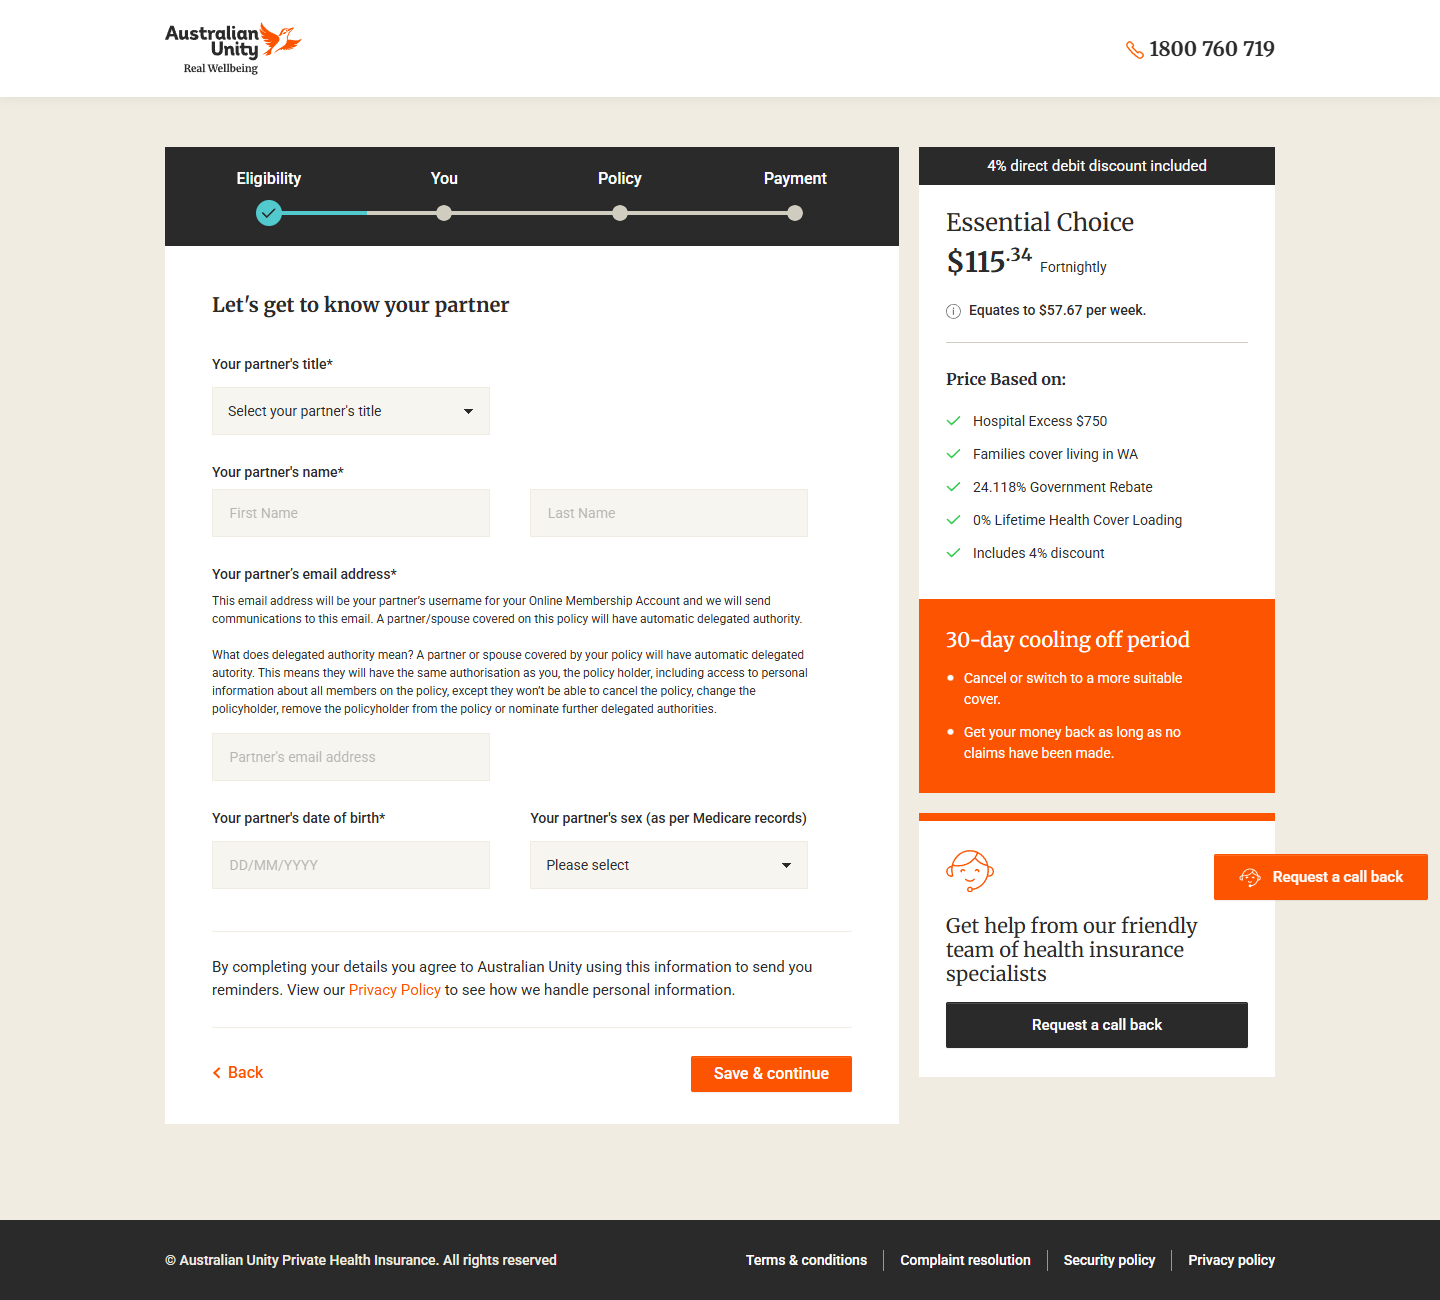 Australian
Unity
Real Wellbeing
1800 760 719
Eligibility
You
Policy
Payment
Let's get to know your partner
Your partner's title*
Select your partner's title
Your partner's name*
First Name
Last Name
Your partner’s email address*
This email address will be your partner’s username for your Online Membership Account and we will send
communications to this email. A partner/spouse covered on this policy will have automatic delegated authority.
What does delegated authority mean? A partner or spouse covered by your policy will have automatic delegated
autority. This means they will have the same authorisation as you, the policy holder, including access to personal
information about all members on the policy, except they won’t be able to cancel the policy, change the
policyholder, remove the policyholder from the policy or nominate further delegated authorities.
Partner's email address
Your partner's date of birth*
Your partner's sex (as per Medicare records)
DD/MM/YYYY
Please select
By completing your details you agree to Australian Unity using this information to send you
reminders. View our Privacy Policy to see how we handle personal information.
Back
Save & continue
4% direct debit discount included
Essential Choice
$115.34 Fortnightly
Equates to $57.67 per week.
Price Based on:
Hospital Excess $750
Families cover living in WA
24.118% Government Rebate
0% Lifetime Health Cover Loading
Includes 4% discount
30-day cooling off period
Cancel or switch to a more suitable
cover.
Get your money back as long as no
claims have been made.
Request a call back
Get help from our friendly
team of health insurance
specialists
Request a call back
© Australian Unity Private Health Insurance. All rights reserved
Terms & conditions
Complaint resolution
Security policy
Privacy policy